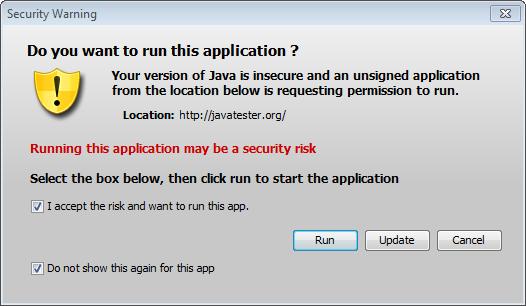 Security Warning
Do you want to run this application ?
Your version of Java is insecure and an unsigned application
from the location below is requesting permission to run.
Location: http://javatester.org/
Running this application may be a security risk
Select the box below, then click run to start the application
I accept the risk and want to run this app.
Run Update Cancel
Do not show this again for this app